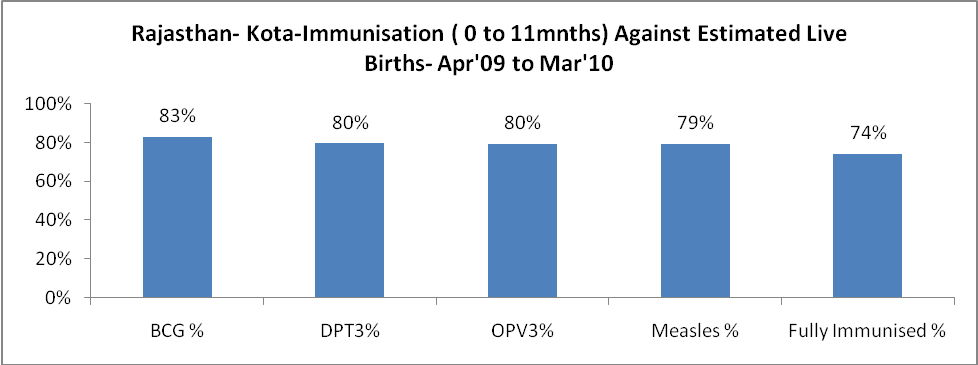 Rajasthan- Kota-Immunisation ( 0 to 11mnths) Against Estimated Live
Births- Apr'09 to Mar'10
100%
80%
60%
40%
20%
0%
83%
80%
80%
79%
74%
BCG %
DPT3%
OPV3%
Measles %
Fully Immunised %